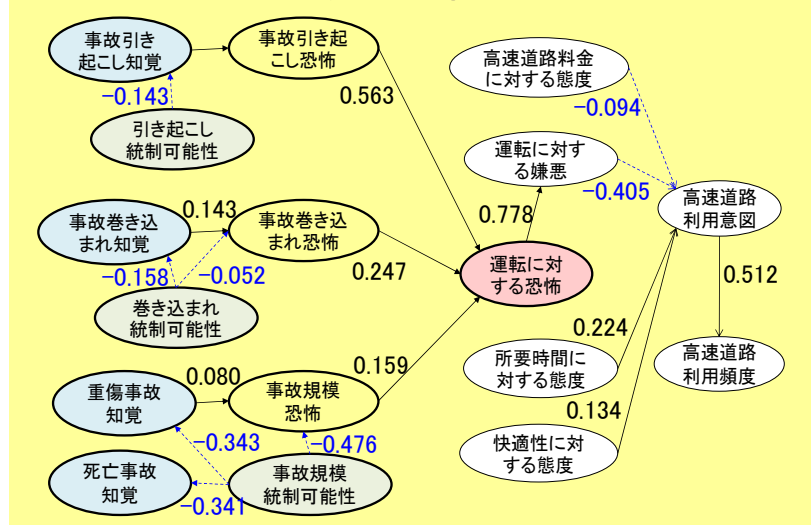 事故引き
起こし知覚
事故引き起
こし恐怖
-0.143
0.563
引き起こし
統制可能性
高速道路料金
に対する態度
-0.094
運転に対す
る嫌悪
-0.405
高速道路
利用意図
0.778
事故巻き込
まれ知覚
0.143
事故巻き込
まれ恐怖
-0.158
-0.052
0.247
巻き込まれ
統制可能性
運転に対
する恐怖
0.512
0.224
所要時間に
対する態度
高速道路
利用頻度
0.134
快適性に対
する態度
重傷事故
知覚
0.080
事故規模
恐怖
0.159
-0.343
-0.476
死亡事故
知覚
-0.341
事故規模
統制可能性